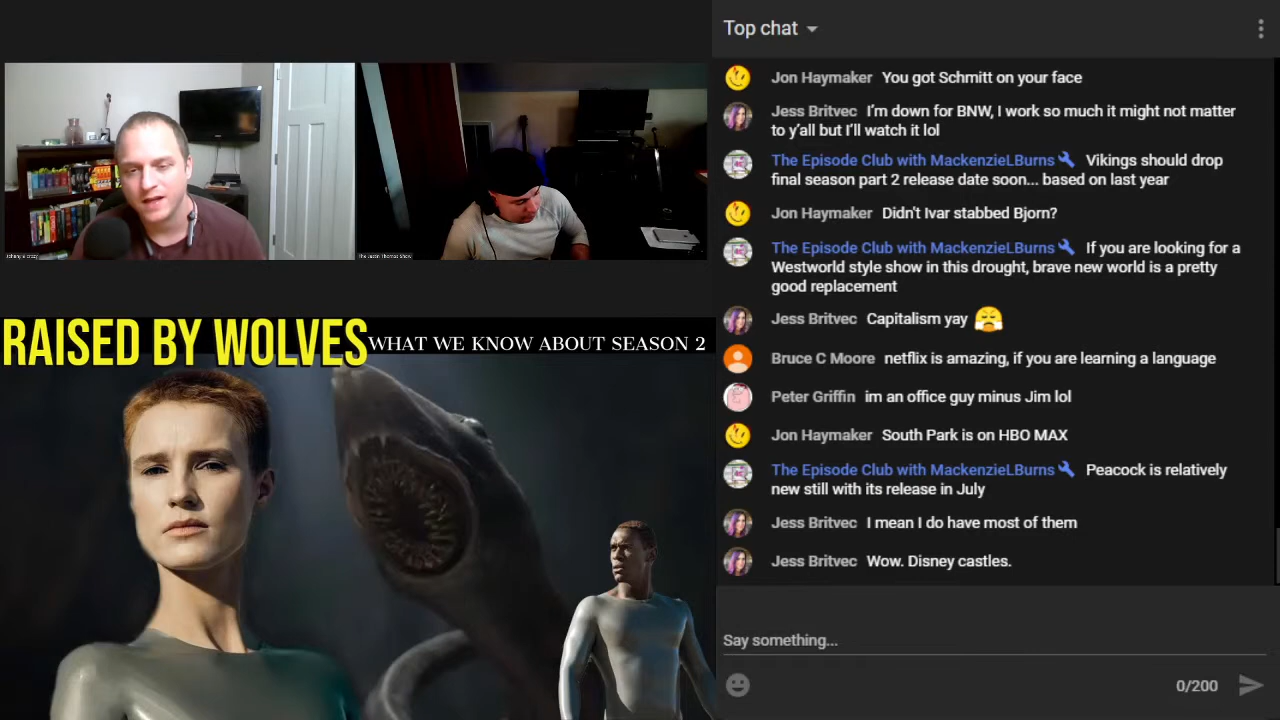 Top chat
Jon Haymaker You got Schmitt on your face
Jess Britvec I'm down for BNW, I work so much it might not matter
to y'all but I'll watch it lol
The Episode Club with MackenzieLBurns Vikings should drop
final season part 2 release date soon... based on last year
Jon Haymaker Didn't Ivar stabbed Bjorn?
The Episode Club with MackenzieLBurns If you are looking for a
Westworld style show in this drought, brave new world is a pretty
good replacement
Jess Britvec Capitalism yay
Bruce C Moore netflix is amazing, if you are learning a language
Peter Griffin im an office guy minus Jim lol
Jon Haymaker South Park is on HBO MAX
The Episode Club with MackenzieLBurns Peacock is relatively
new still with its release in July
Jess Britvec I mean I do have most of them
Jess Britvec Wow. Disney castles.
Say something...
0/200
The Justin Thomas Show
RAISED BY WOLVES
WHAT WE KNOW ABOUT SEASON 2